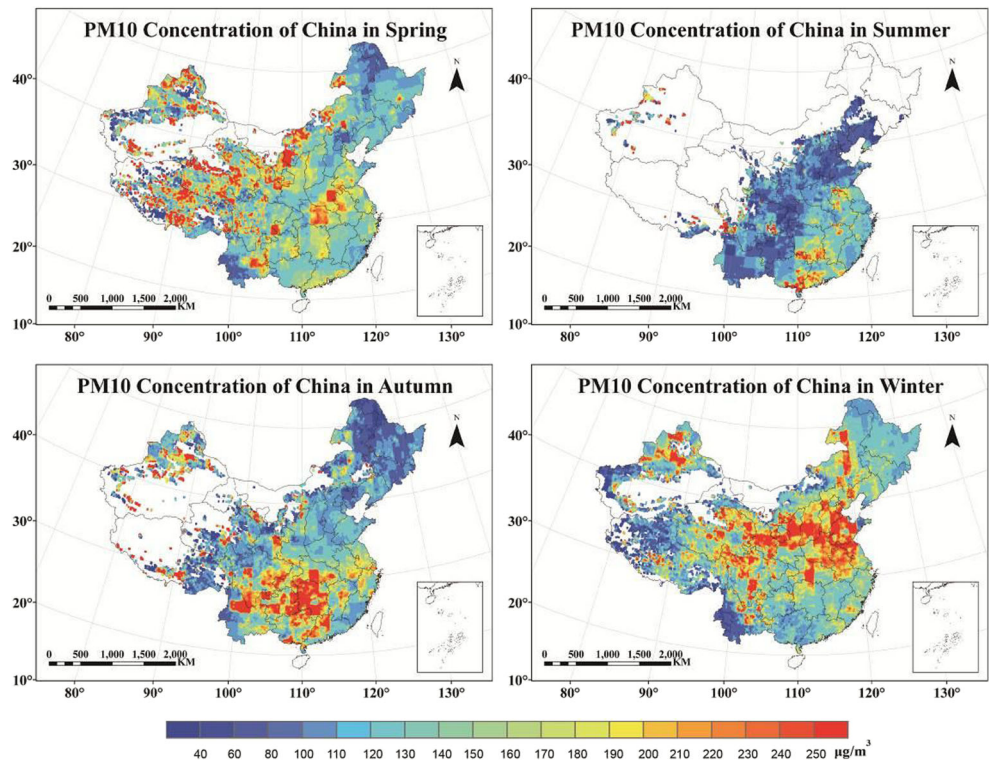 PM10 Concentration of China in Spring
N
40°
30°
20°
10°
0 500 1,000 1,500 2,000
KM
80° 90° 100° 110° 120° 130°
PM10 Concentration of China in Summer
N
40°
30°
20°
10°
0 500 1,000 1,500 2,000
KM
80° 90° 100° 110° 120° 130°
PM10 Concentration of China in Autumn
N
40°
30°
20°
10°
0 500 1,000 1,500 2,000
KM
80° 90° 100° 110° 120° 130°
PM10 Concentration of China in Winter
N
40°
30°
20°
10°
0 500 1,000 1,500 2,000
KM
80° 90° 100° 110° 120° 130°
40 60 80 100 110 120 130 140 150 160 170 180 190 200 210 220 230 240 250 μg/m³